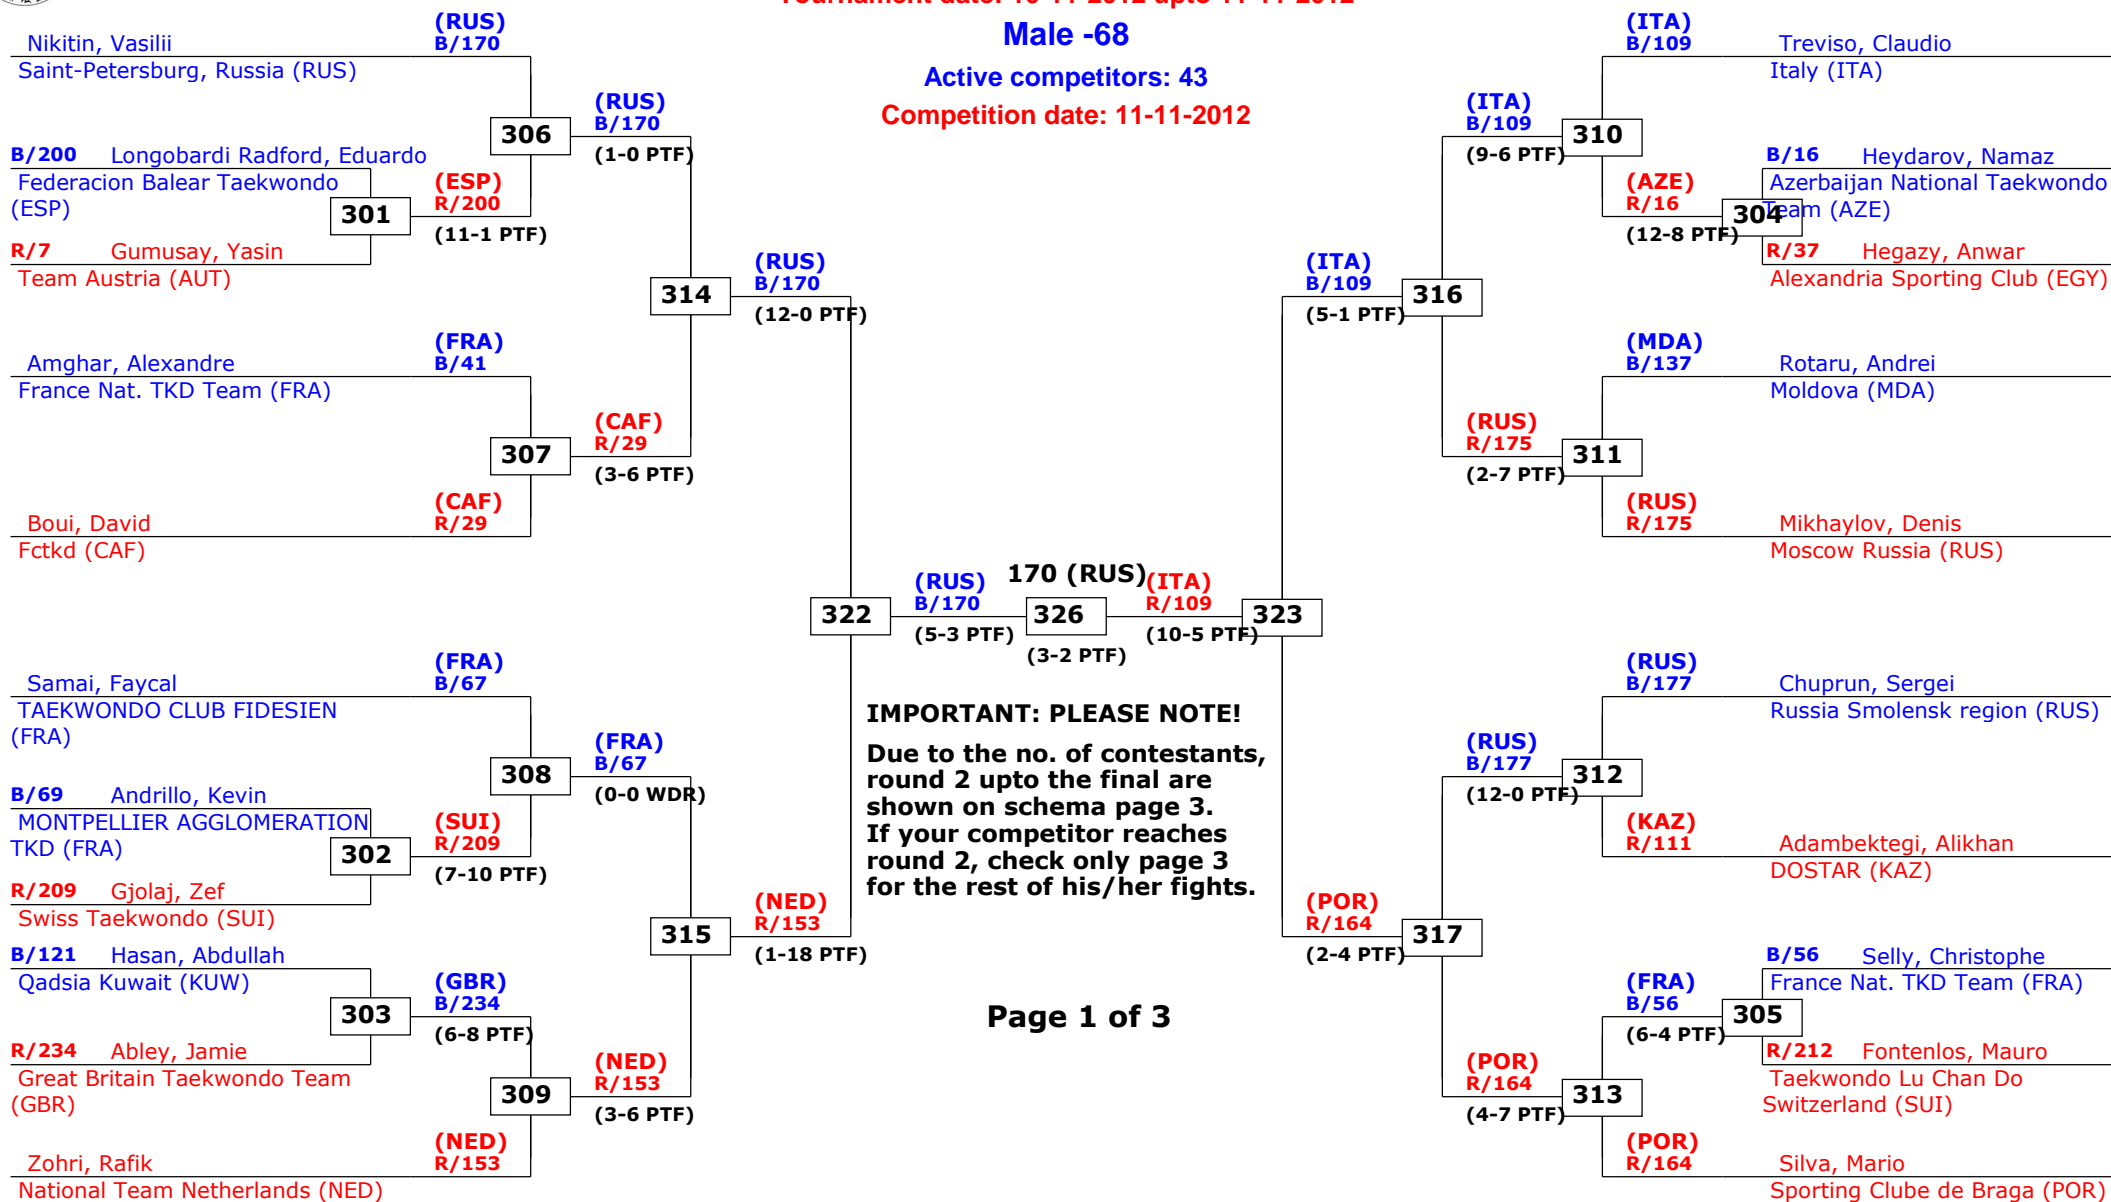 Tournament date: 10-11-2012 upto 11-11-2012
Male -68
Active competitors: 43
Competition date: 11-11-2012
Nikitin, Vasilii
(RUS)
B/170
Saint-Petersburg, Russia (RUS)
306
(RUS)
B/170
(1-0 PTF)
B/200 Longobardi Radford, Eduardo
Federacion Balear Taekwondo
(ESP)
301
(ESP)
R/200
(11-1 PTF)
R/7 Gumusay, Yasin
Team Austria (AUT)
314
(RUS)
B/170
(12-0 PTF)
Amghar, Alexandre
(FRA)
B/41
France Nat. TKD Team (FRA)
307
(CAF)
R/29
(3-6 PTF)
Boui, David
(CAF)
R/29
Fctkd (CAF)
322
(RUS)
B/170
(5-3 PTF)
170 (RUS)
326
(3-2 PTF)
(ITA)
R/109
(10-5 PTF)
323
Samai, Faycal
(FRA)
B/67
TAEKWONDO CLUB FIDESIEN
(FRA)
308
(FRA)
B/67
(0-0 WDR)
B/69 Andrillo, Kevin
MONTPELLIER AGGLOMERATION
TKD (FRA)
302
(SUI)
R/209
(7-10 PTF)
R/209 Gjolaj, Zef
Swiss Taekwondo (SUI)
315
(NED)
R/153
(1-18 PTF)
B/121 Hasan, Abdullah
Qadsia Kuwait (KUW)
303
(GBR)
B/234
(6-8 PTF)
R/234 Abley, Jamie
Great Britain Taekwondo Team
(GBR)
309
(NED)
R/153
(3-6 PTF)
Zohri, Rafik
(NED)
R/153
National Team Netherlands (NED)
IMPORTANT: PLEASE NOTE!
Due to the no. of contestants,
round 2 upto the final are
shown on schema page 3.
If your competitor reaches
round 2, check only page 3
for the rest of his/her fights.
Page 1 of 3
(ITA)
B/109
Treviso, Claudio
Italy (ITA)
(ITA)
B/109
(9-6 PTF)
310
B/16 Heydarov, Namaz
Azerbaijan National Taekwondo
Team (AZE)
(AZE)
R/16
(12-8 PTF)
304
R/37 Hegazy, Anwar
Alexandria Sporting Club (EGY)
(ITA)
B/109
(5-1 PTF)
316
(MDA)
B/137
Rotaru, Andrei
Moldova (MDA)
(RUS)
R/175
(2-7 PTF)
311
(RUS)
R/175
Mikhaylov, Denis
Moscow Russia (RUS)
(RUS)
B/177
Chuprun, Sergei
Russia Smolensk region (RUS)
(RUS)
B/177
(12-0 PTF)
312
(KAZ)
R/111
Adambektegi, Alikhan
DOSTAR (KAZ)
(POR)
R/164
(2-4 PTF)
317
B/56 Selly, Christophe
France Nat. TKD Team (FRA)
(FRA)
B/56
(6-4 PTF)
305
R/212 Fontenlos, Mauro
Taekwondo Lu Chan Do
Switzerland (SUI)
(POR)
R/164
(4-7 PTF)
313
(POR)
R/164
Silva, Mario
Sporting Clube de Braga (POR)